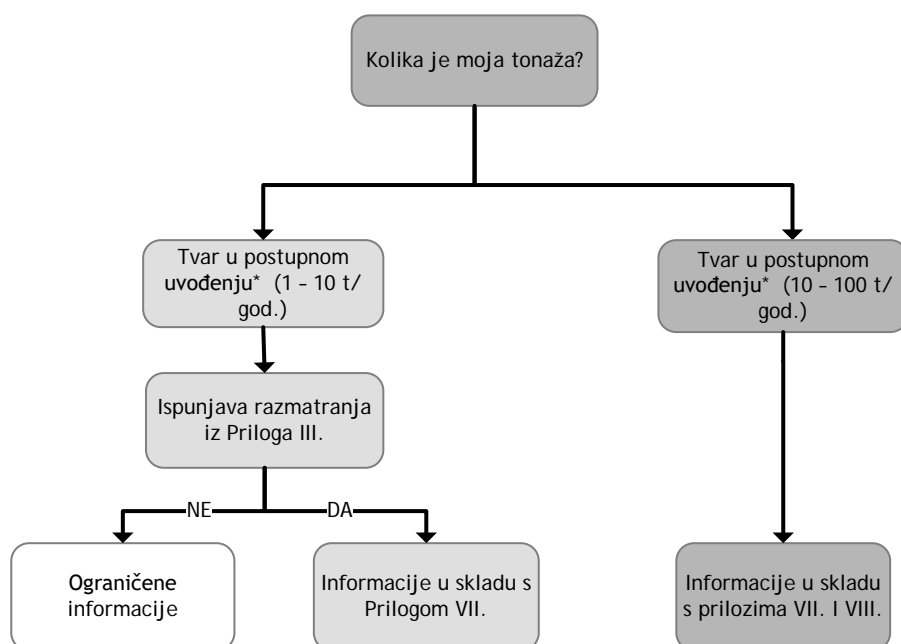 Kolika je moja tonaža?
Tvar u postupnom
uvođenju* (1 - 10 t/
god.)
Tvar u postupnom
uvođenju* (10 - 100 t/
god.)
Ispunjava razmatranja
iz Priloga III.
NE
DA
Ograničene
informacije
Informacije u skladu s
Prilogom VII.
Informacije u skladu
s prilozima VII. I VIII.